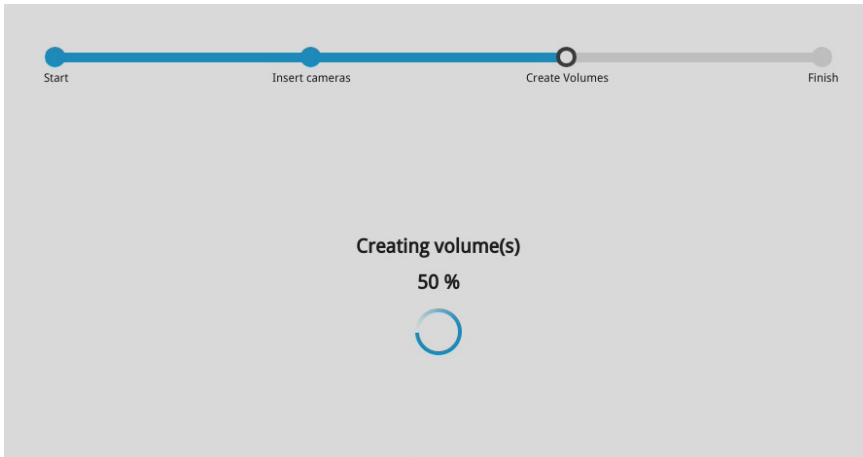 Start
Insert cameras
Create Volumes
Finish
Creating volume(s)
50 %